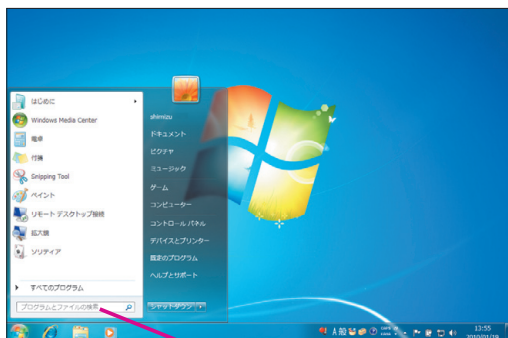 はじめに
Windows Media Center
電卓
付箋
Snipping Tool
ペイント
リモート デスクトップ接続
拡大鏡
ソリティア
すべてのプログラム
プログラムとファイルの検索
shimizu
ドキュメント
ピクチャ
ミュージック
ゲーム
コンピューター
コントロール パネル
デバイスとプリンター
既定のプログラム
ヘルプとサポート
シャットダウン
A 般
CAPS
KANA
13:55
2010/01/19